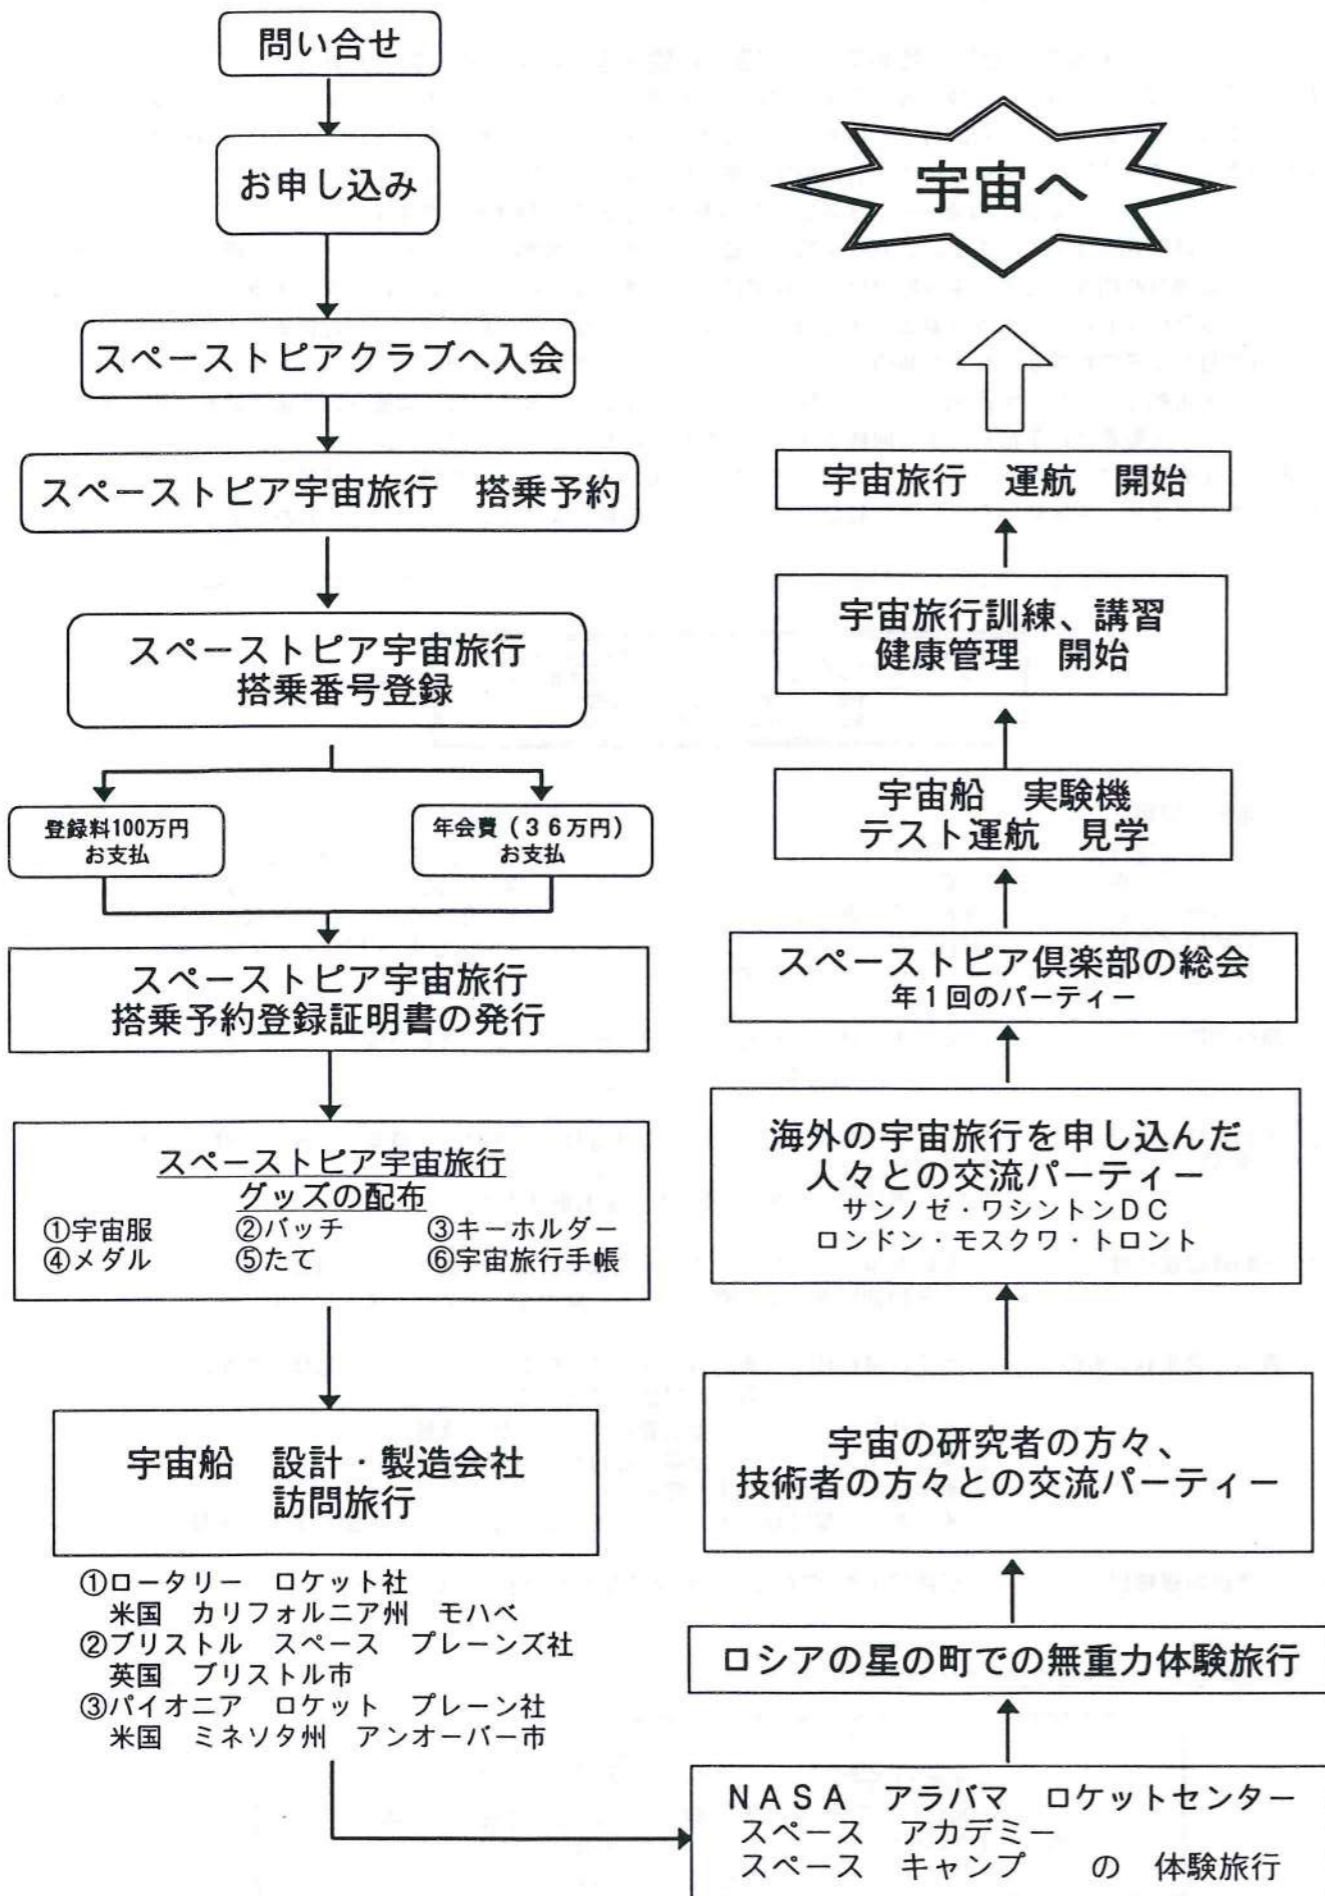 問い合せ
お申し込み
スペーストピアクラブへ入会
スペーストピア宇宙旅行　搭乗予約
スペーストピア宇宙旅行
搭乗番号登録
登録料100万円
お支払
年会費（３６万円）
お支払
スペーストピア宇宙旅行
搭乗予約登録証明書の発行
スペーストピア宇宙旅行
グッズの配布
①宇宙服　②バッチ　③キーホルダー
④メダル　⑤たて　⑥宇宙旅行手帳
宇宙船　設計・製造会社
訪問旅行
①ロータリー　ロケット社
米国　カリフォルニア州　モハベ
②ブリストル　スペース　プレーンズ社
英国　ブリストル市
③パイオニア　ロケット　プレーン社
米国　ミネソタ州　アンオーバー市
ＮＡＳＡ　アラバマ　ロケットセンター
スペース　アカデミー
スペース　キャンプ　の　体験旅行
ロシアの星の町での無重力体験旅行
宇宙の研究者の方々、
技術者の方々との交流パーティー
海外の宇宙旅行を申し込んだ
人々との交流パーティー
サンノゼ・ワシントンＤＣ
ロンドン・モスクワ・トロント
スペーストピア倶楽部の総会
年１回のパーティー
宇宙船　実験機
テスト運航　見学
宇宙旅行訓練、講習
健康管理　開始
宇宙旅行　運航　開始
宇宙へ